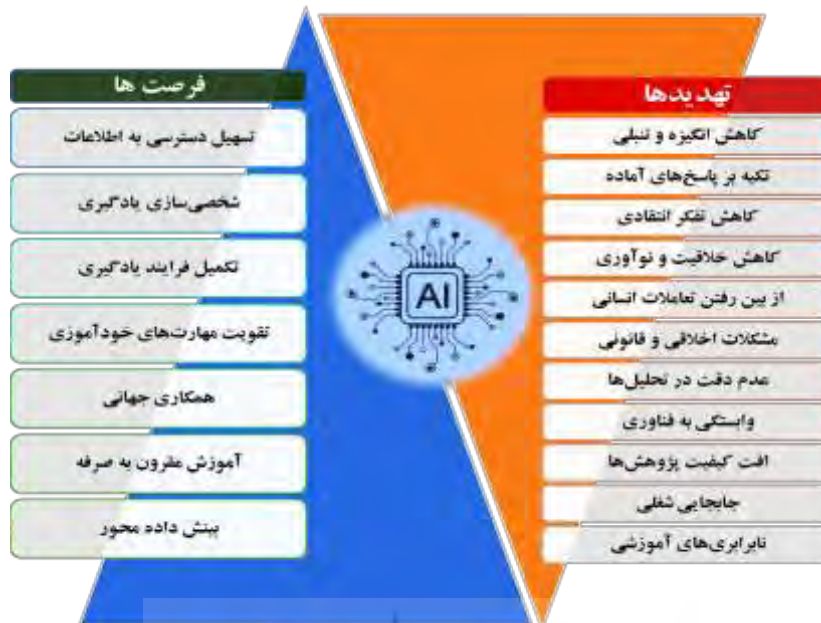 فرصت ها
تسهیل دسترسی به اطلاعات
شخصی‌سازی یادگیری
تکمیل فرایند یادگیری
تقویت مهارت‌های خودآموزی
همکاری جهانی
آموزش مقرون به صرفه
بینش داده محور
AI
تهدیدها
کاهش انگیزه و تنبلی
تکیه بر پاسخ‌های آماده
کاهش تفکر انتقادی
کاهش خلاقیت و نوآوری
از بین رفتن تعاملات انسانی
مشکلات اخلاقی و قانونی
عدم دقت در تحلیل‌ها
وابستگی به فناوری
افت کیفیت پژوهش‌ها
جابجایی شغلی
نابرابری‌های آموزشی